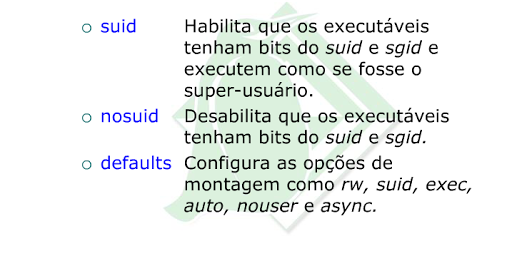 ○ suid Habilita que os executáveis
tenham bits do suid e sgid e
executem como se fosse o
super-usuário.
○ nosuid Desabilita que os executáveis
tenham bits do suid e sgid.
○ defaults Configura as opções de
montagem como rw, suid, exec,
auto, nouser e async.